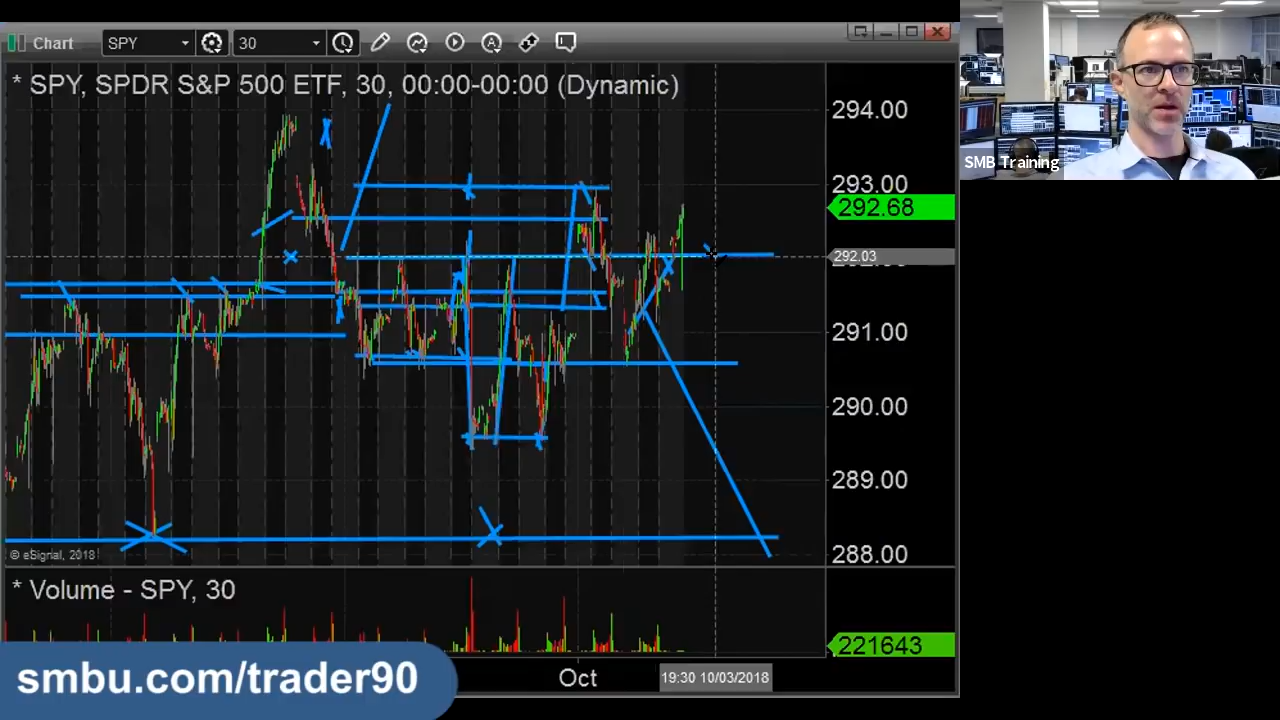 Chart SPY 30
* SPY, SPDR S&P 500 ETF, 30, 00:00-00:00 (Dynamic)
294.00
293.00
292.68
292.03
291.00
290.00
289.00
288.00
© eSignal, 2018
* Volume - SPY, 30
221643
Oct
19:30 10/03/2018
smbu.com/trader90
SMB Training